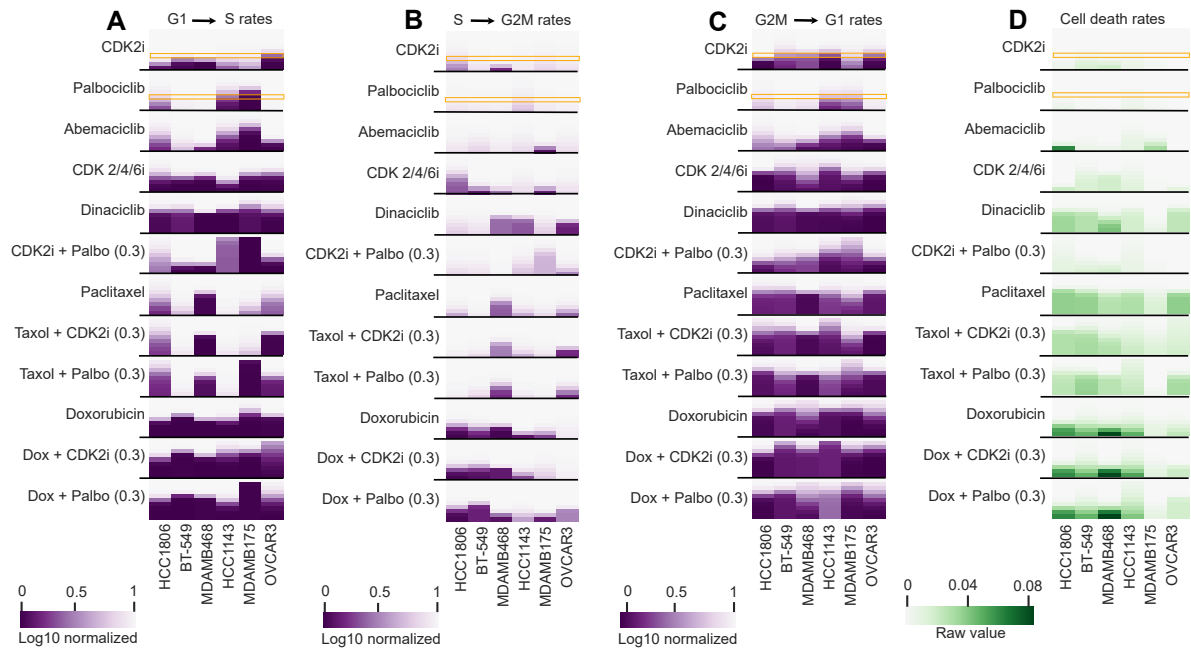 A
G1 → S rates
CDK2i
Palbociclib
Abemaciclib
CDK 2/4/6i
Dinaciclib
CDK2i + Palbo (0.3)
Paclitaxel
Taxol + CDK2i (0.3)
Taxol + Palbo (0.3)
Doxorubicin
Dox + CDK2i (0.3)
Dox + Palbo (0.3)
HCC1806
BT-549
MDAMB468
HCC1143
MDAMB175
OVCAR3
0 0.5 1
Log10 normalized
B
S → G2M rates
CDK2i
Palbociclib
Abemaciclib
CDK 2/4/6i
Dinaciclib
CDK2i + Palbo (0.3)
Paclitaxel
Taxol + CDK2i (0.3)
Taxol + Palbo (0.3)
Doxorubicin
Dox + CDK2i (0.3)
Dox + Palbo (0.3)
HCC1806
BT-549
MDAMB468
HCC1143
MDAMB175
OVCAR3
0 0.5 1
Log10 normalized
C
G2M → G1 rates
CDK2i
Palbociclib
Abemaciclib
CDK 2/4/6i
Dinaciclib
CDK2i + Palbo (0.3)
Paclitaxel
Taxol + CDK2i (0.3)
Taxol + Palbo (0.3)
Doxorubicin
Dox + CDK2i (0.3)
Dox + Palbo (0.3)
HCC1806
BT-549
MDAMB468
HCC1143
MDAMB175
OVCAR3
0 0.5 1
Log10 normalized
D
Cell death rates
CDK2i
Palbociclib
Abemaciclib
CDK 2/4/6i
Dinaciclib
CDK2i + Palbo (0.3)
Paclitaxel
Taxol + CDK2i (0.3)
Taxol + Palbo (0.3)
Doxorubicin
Dox + CDK2i (0.3)
Dox + Palbo (0.3)
HCC1806
BT-549
MDAMB468
HCC1143
MDAMB175
OVCAR3
0 0.04 0.08
Raw value